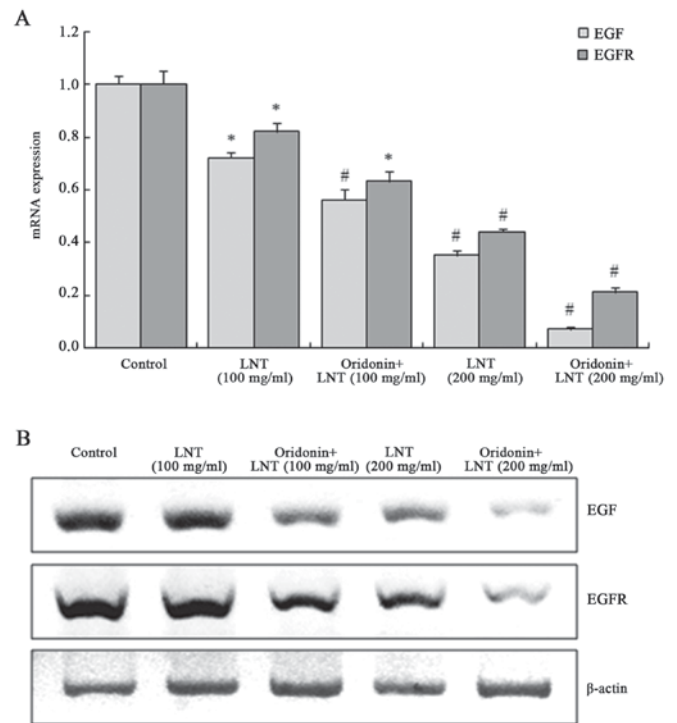 A
1.2
1.0
0.8
0.6
0.4
0.2
0.0
mRNA expression
EGF
EGFR
* *
# *
# #
# #
Control
LNT
(100 mg/ml)
Oridonin+
LNT (100 mg/ml)
LNT
(200 mg/ml)
Oridonin+
LNT (200 mg/ml)
B
Control
LNT
(100 mg/ml)
Oridonin+
LNT (100 mg/ml)
LNT
(200 mg/ml)
Oridonin+
LNT (200 mg/ml)
EGF
EGFR
β-actin